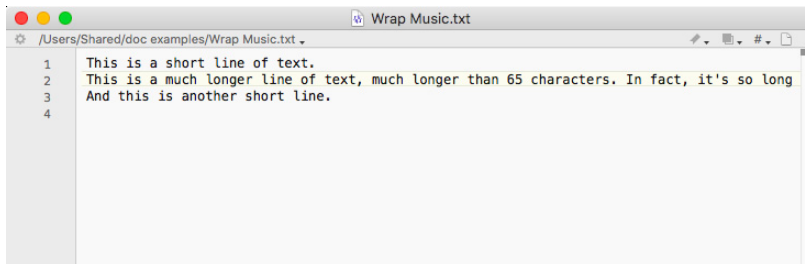 Wrap Music.txt
/Users/Shared/doc examples/Wrap Music.txt
#
1 This is a short line of text.
2 This is a much longer line of text, much longer than 65 characters. In fact, it's so long
3 And this is another short line.
4